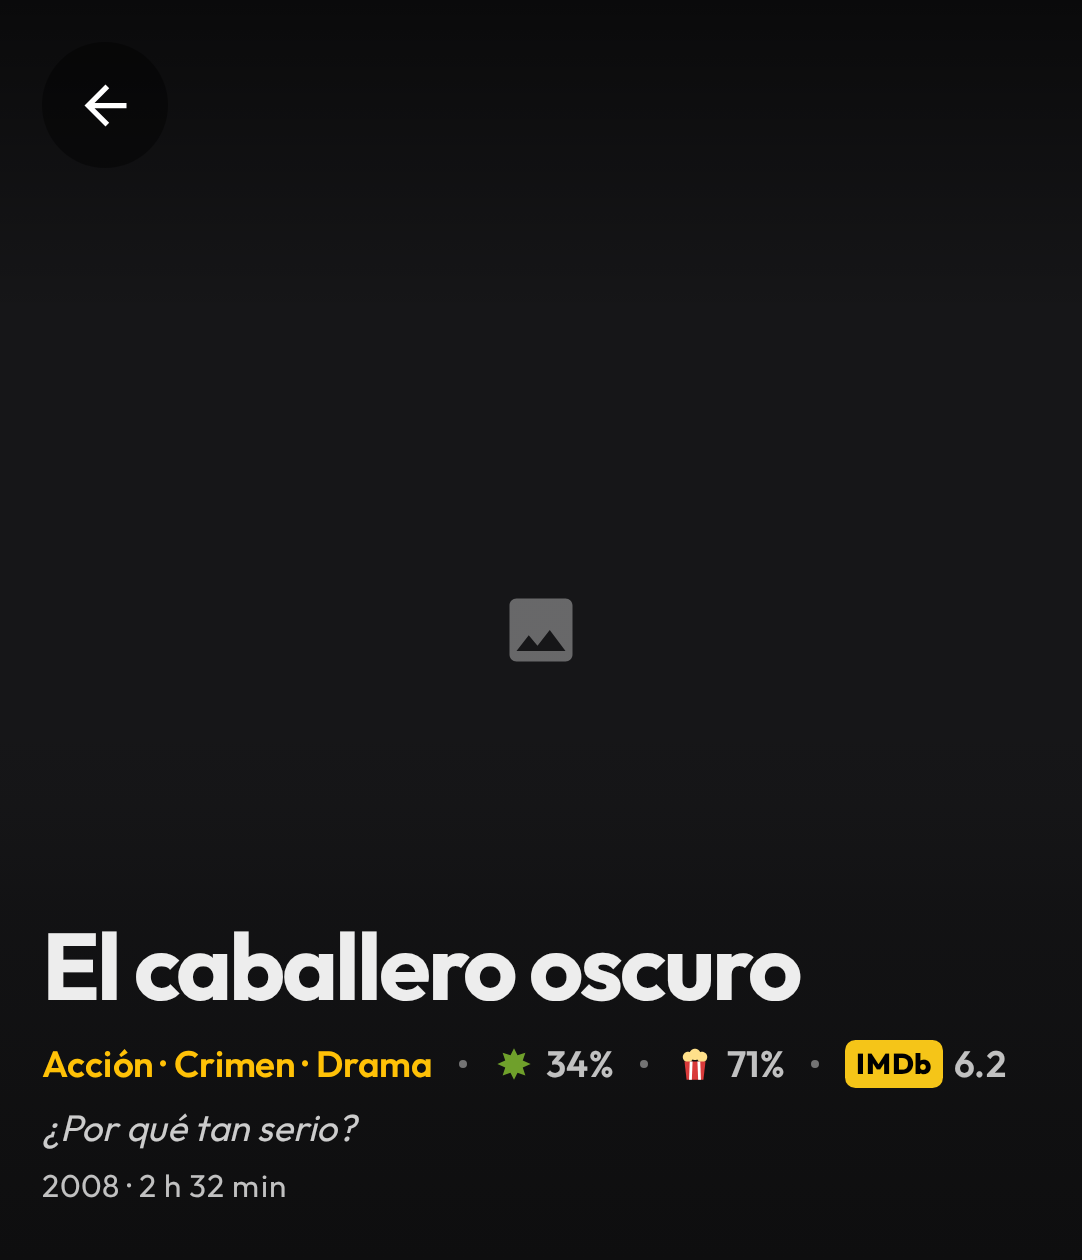 El caballero oscuro
Acción · Crimen · Drama • 34% • 71% • IMDb 6.2
¿Por qué tan serio?
2008 · 2 h 32 min